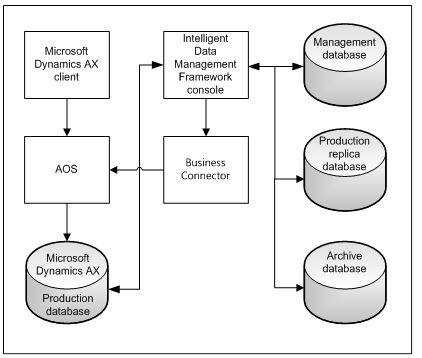 Microsoft
Dynamics AX
client
Intelligent
Data
Management
Framework
console
Management
database
AOS
Business
Connector
Production
replica
database
Microsoft
Dynamics AX
Production
database
Archive
database